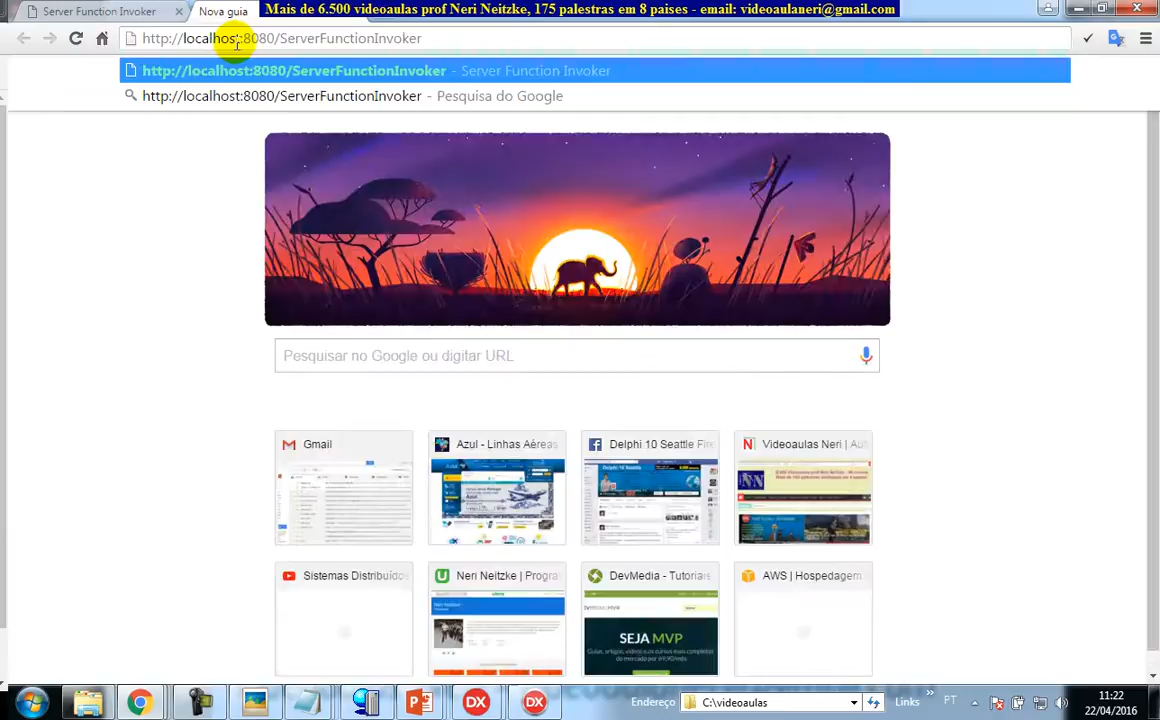 Server Function Invoker
Nova guia
Mais de 6.500 videoaulas prof Neri Neitzke, 175 palestras em 8 paises - email: videoaulaneri@gmail.com
http://localhost:8080/ServerFunctionInvoker
http://localhost:8080/ServerFunctionInvoker - Server Function Invoker
http://localhost:8080/ServerFunctionInvoker - Pesquisa do Google
Pesquisar no Google ou digitar URL
Gmail
Azul - Linhas Aéreas
Delphi 10 Seattle Fire
Videoaulas Neri | Au
Sistemas Distribuídos
Neri Neitzke | Progra
DevMedia - Tutoriais
AWS | Hospedagem
SEJA MVP
Endereço
C:\videoaulas
Links
PT
11:22
22/04/2016